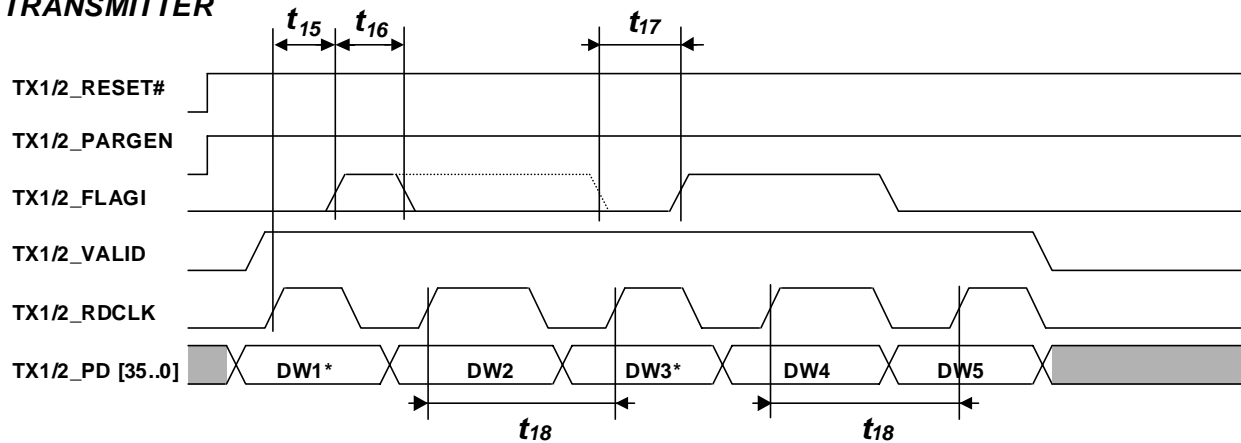 TRANSMITTER
t15 t16 t17
TX1/2_RESET#
TX1/2_PARGEN
TX1/2_FLAGI
TX1/2_VALID
TX1/2_RDCLK
TX1/2_PD [35..0] DW1* DW2 DW3* DW4 DW5
t18 t18